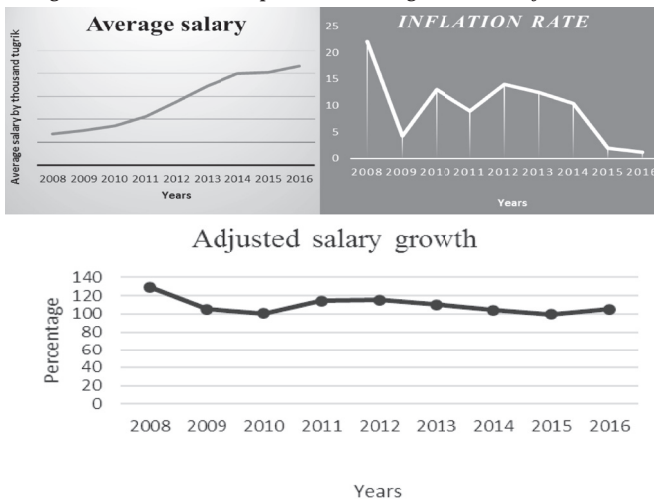 Average salary
Average salary by thousand tugrik
2008 2009 2010 2011 2012 2013 2014 2015 2016
Years
INFLATION RATE
25
20
15
10
5
0
2008 2009 2010 2011 2012 2013 2014 2015 2016
Years
Adjusted salary growth
Percentage
140
120
100
80
60
40
20
0
2008 2009 2010 2011 2012 2013 2014 2015 2016
Years